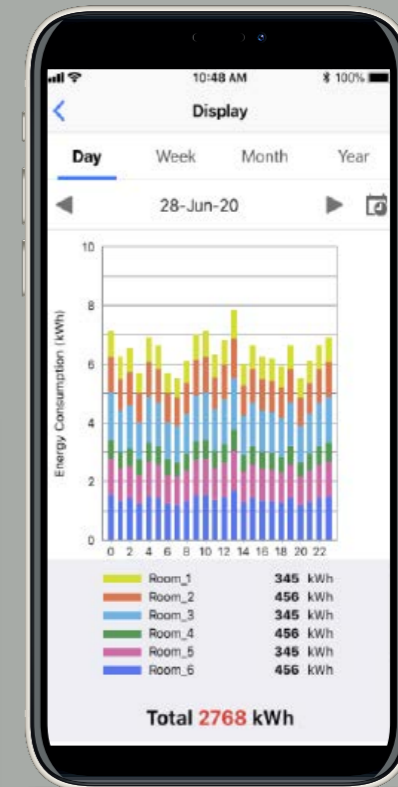 10:48 AM 100%
Display
Day Week Month Year
28-Jun-20
Energy Consumption (kWh)
10
8
6
4
2
0
0 2 4 6 8 10 12 14 16 18 20 22
Room_1 345 kWh
Room_2 456 kWh
Room_3 345 kWh
Room_4 456 kWh
Room_5 345 kWh
Room_6 456 kWh
Total 2768 kWh